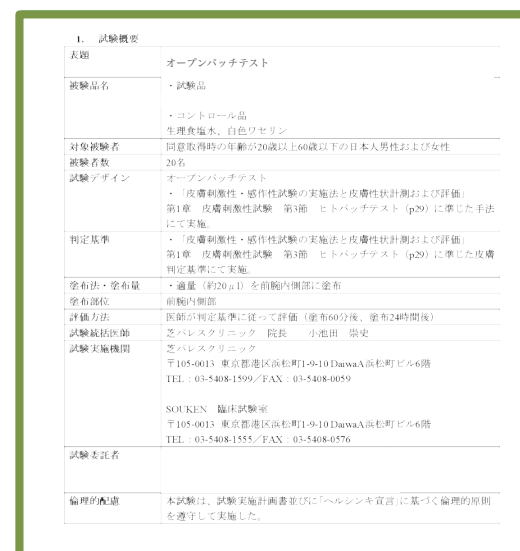 1. 試験概要
表題
オープンパッチテスト
被験品名
・試験品
・コントロール品
生理食塩水、白色ワセリン
対象被験者
同意取得時の年齢が20歳以上60歳以下の日本人男性および女性
被験者数
20名
試験デザイン
オープンパッチテスト
・「皮膚刺激性・感作性試験の実施法と皮膚性状計測および評価」
第1章 皮膚刺激性試験 第3節 ヒトパッチテスト（p29）に準じた手法
にて実施。
判定基準
・「皮膚刺激性・感作性試験の実施法と皮膚性状計測および評価」
第1章 皮膚刺激性試験 第3節 ヒトパッチテスト（p29）に準じた皮膚
判定基準にて実施。
塗布法・塗布量
・適量（約20μl）を前腕内側部に塗布
塗布部位
前腕内側部
評価方法
医師が判定基準に従って評価（塗布60分後、塗布24時間後）
試験統括医師
芝パレスクリニック 院長 小池田 崇史
試験実施機関
芝パレスクリニック
〒105-0013 東京都港区浜松町1-9-10 DaiwaA浜松町ビル6階
TEL：03-5408-1599／FAX：03-5408-0059
SOUKEN 臨床試験室
〒105-0013 東京都港区浜松町1-9-10 DaiwaA浜松町ビル6階
TEL：03-5408-1555／FAX：03-5408-0576
試験委託者
倫理的配慮
本試験は、試験実施計画書並びに「ヘルシンキ宣言」に基づく倫理的原則
を遵守して実施した。